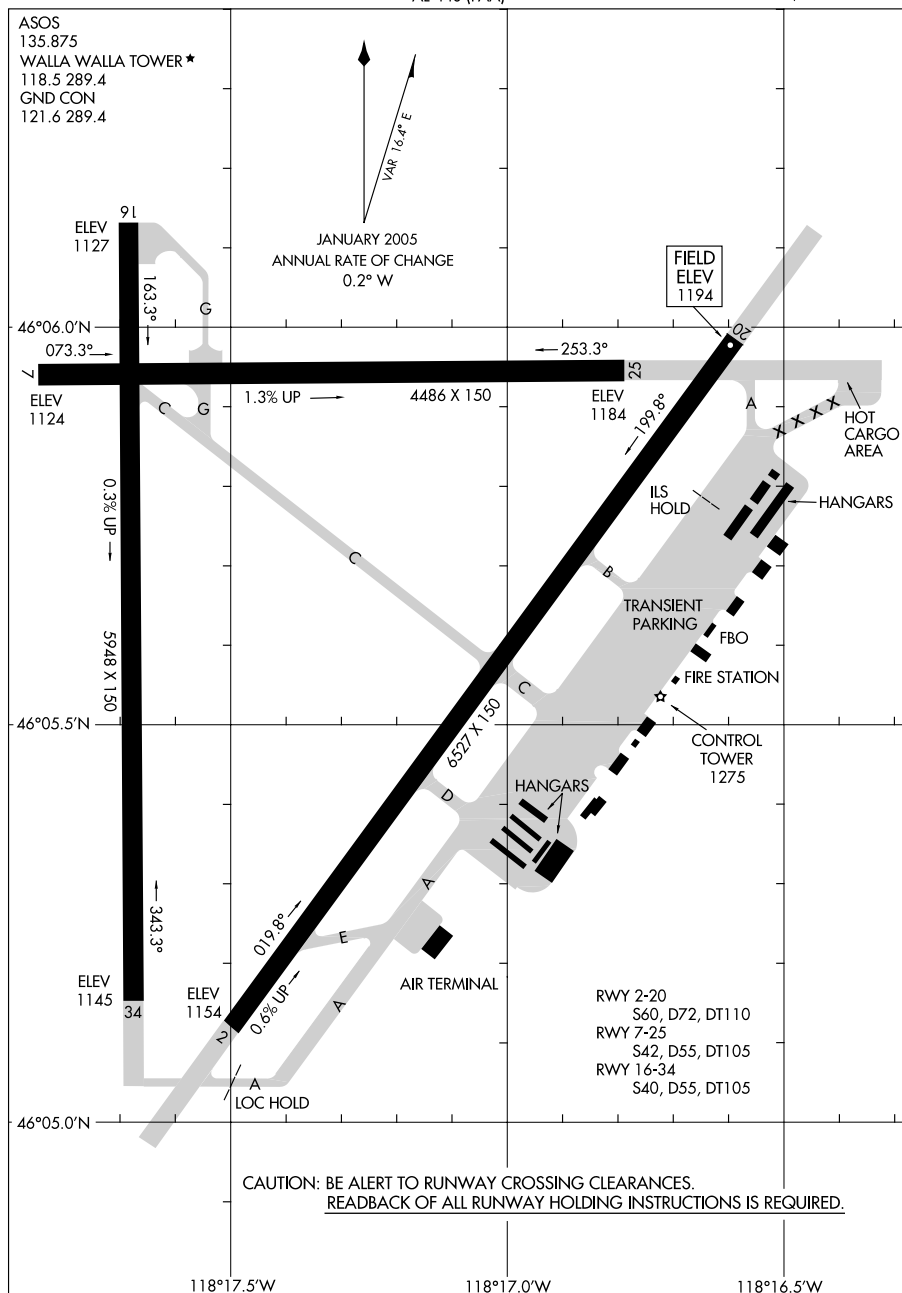 AL-448 (FAA)
ASOS
135.875
WALLA WALLA TOWER ★
118.5 289.4
GND CON
121.6 289.4
VAR 16.4° E
JANUARY 2005
ANNUAL RATE OF CHANGE
0.2° W
16
ELEV
1127
163.3°
G
FIELD
ELEV
1194
20
46°06.0'N
073.3°
253.3°
7
25
ELEV
1124
1.3% UP
4486 X 150
ELEV
1184
C
G
199.8°
A
X X X X
HOT
CARGO
AREA
ILS
HOLD
HANGARS
0.3% UP
C
B
TRANSIENT
PARKING
FBO
5948 X 150
FIRE STATION
C
46°05.5'N
6527 X 150
CONTROL
TOWER
1275
HANGARS
D
343.3°
A
019.8°
E
AIR TERMINAL
ELEV
1145
34
ELEV
1154
0.6% UP
A
2
A
LOC HOLD
RWY 2-20
S60, D72, DT110
RWY 7-25
S42, D55, DT105
RWY 16-34
S40, D55, DT105
46°05.0'N
CAUTION: BE ALERT TO RUNWAY CROSSING CLEARANCES.
READBACK OF ALL RUNWAY HOLDING INSTRUCTIONS IS REQUIRED.
118°17.5'W
118°17.0'W
118°16.5'W